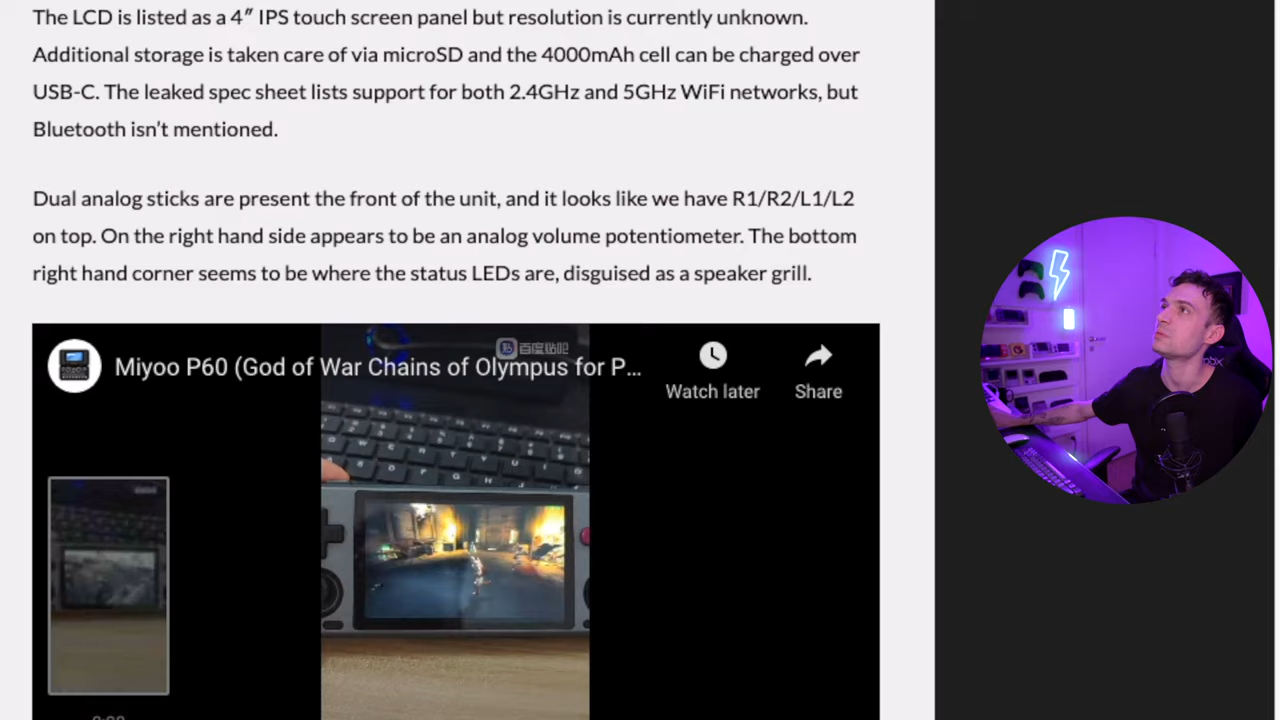 The LCD is listed as a 4″ IPS touch screen panel but resolution is currently unknown.
Additional storage is taken care of via microSD and the 4000mAh cell can be charged over
USB-C. The leaked spec sheet lists support for both 2.4GHz and 5GHz WiFi networks, but
Bluetooth isn’t mentioned.
Dual analog sticks are present the front of the unit, and it looks like we have R1/R2/L1/L2
on top. On the right hand side appears to be an analog volume potentiometer. The bottom
right hand corner seems to be where the status LEDs are, disguised as a speaker grill.
百度贴吧
Miyoo P60 (God of War Chains of Olympus for P...
Watch later
Share